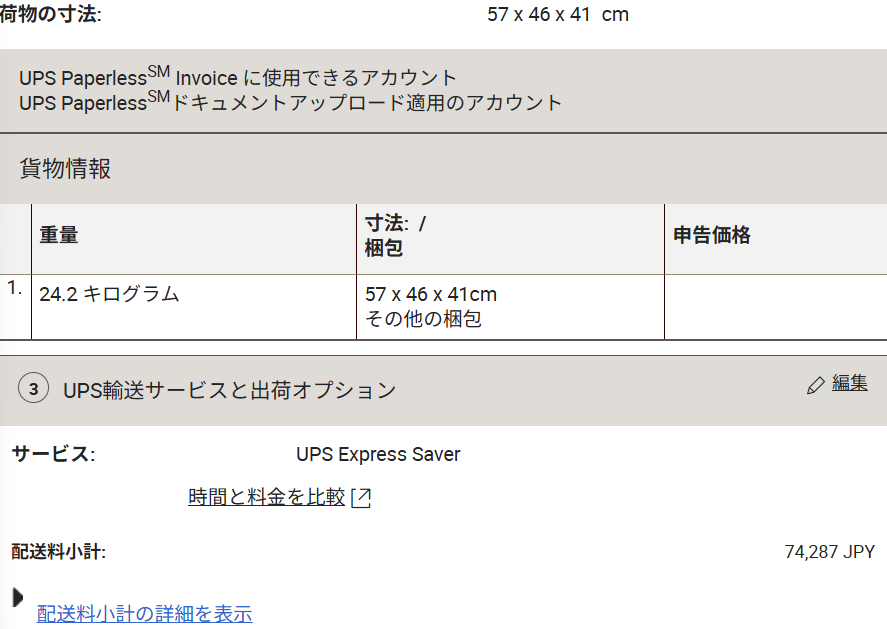 荷物の寸法: 57 x 46 x 41 cm
UPS Paperless℠ Invoice に使用できるアカウント
UPS Paperless℠ドキュメントアップロード適用のアカウント
貨物情報
重量
寸法: /
梱包
申告価格
1. 24.2 キログラム
57 x 46 x 41cm
その他の梱包
3 UPS輸送サービスと出荷オプション
編集
サービス: UPS Express Saver
時間と料金を比較
配送料小計: 74,287 JPY
配送料小計の詳細を表示